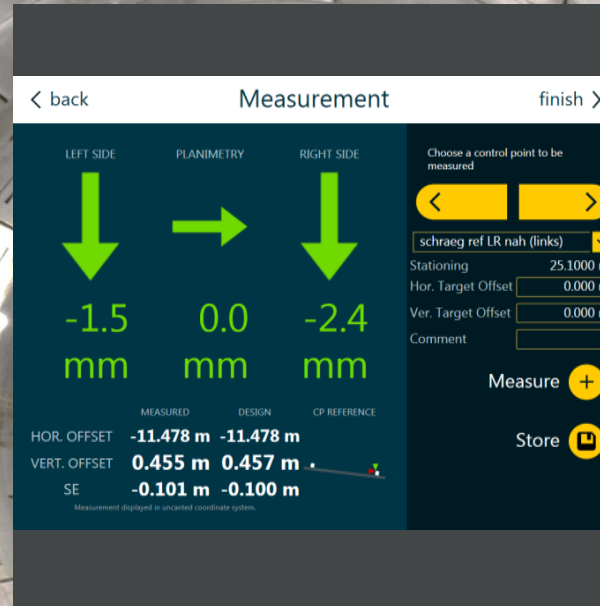 back
Measurement
finish
LEFT SIDE PLANIMETRY RIGHT SIDE
-1.5 0.0 -2.4
mm mm mm
MEASURED DESIGN CP REFERENCE
HOR. OFFSET -11.478 m -11.478 m
VERT. OFFSET 0.455 m 0.457 m
SE -0.101 m -0.100 m
Measurement displayed in uncanted coordinate system.
Choose a control point to be
measured
schraeg ref LR nah (links)
Stationing 25.1000
Hor. Target Offset 0.000
Ver. Target Offset 0.000
Comment
Measure +
Store